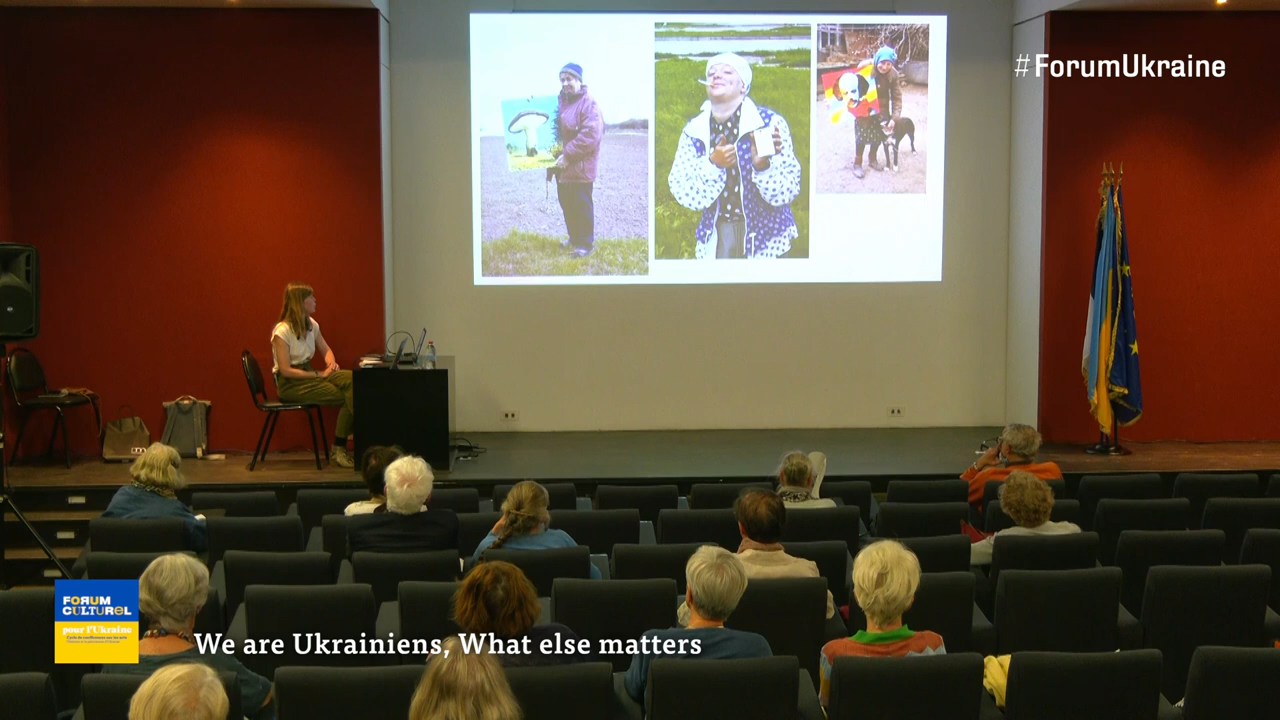 #ForumUkraine
FORUM
CULTUREL
pour l'Ukraine
We are Ukrainiens, What else matters